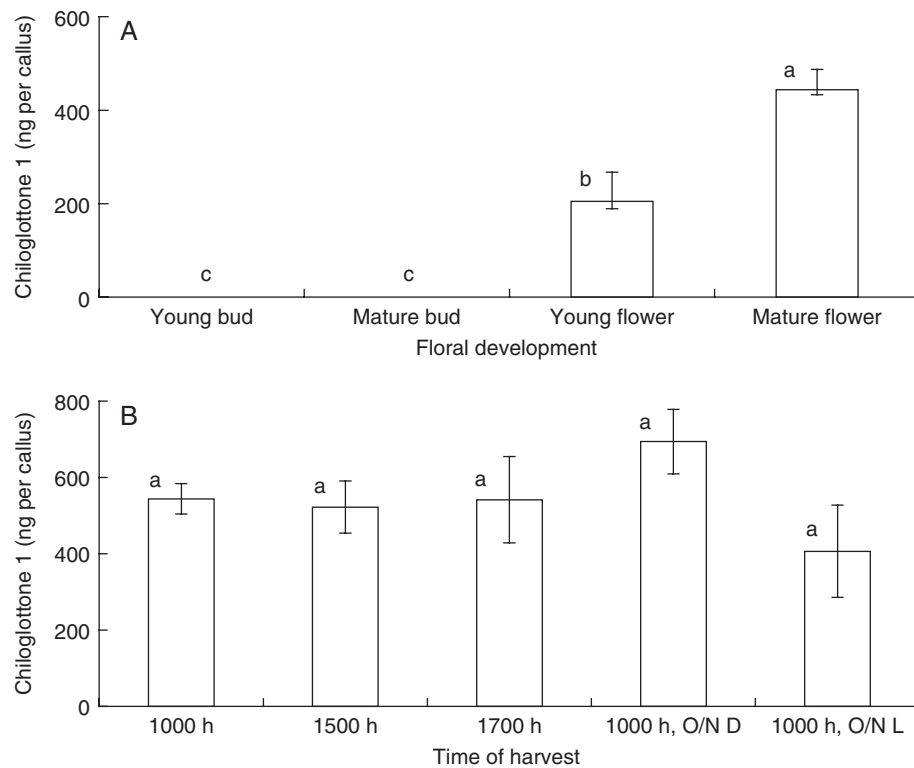 A
Chiloglottone 1 (ng per callus)
600
400
200
0
c
c
b
a
Young bud
Mature bud
Young flower
Mature flower
Floral development
B
Chiloglottone 1 (ng per callus)
800
600
400
200
0
a
a
a
a
a
1000 h
1500 h
1700 h
1000 h, O/N D
1000 h, O/N L
Time of harvest